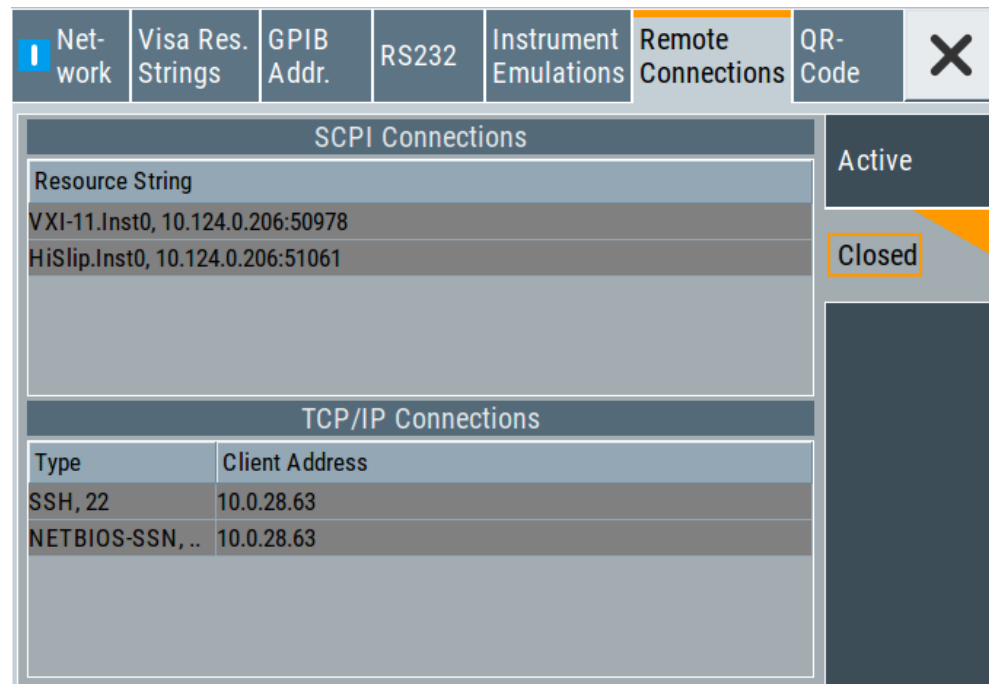 Net-
work
Visa Res.
Strings
GPIB
Addr.
RS232
Instrument
Emulations
Remote
Connections
QR-
Code
SCPI Connections
Resource String
VXI-11.Inst0, 10.124.0.206:50978
HiSlip.Inst0, 10.124.0.206:51061
TCP/IP Connections
Type Client Address
SSH, 22 10.0.28.63
NETBIOS-SSN, .. 10.0.28.63
Active
Closed